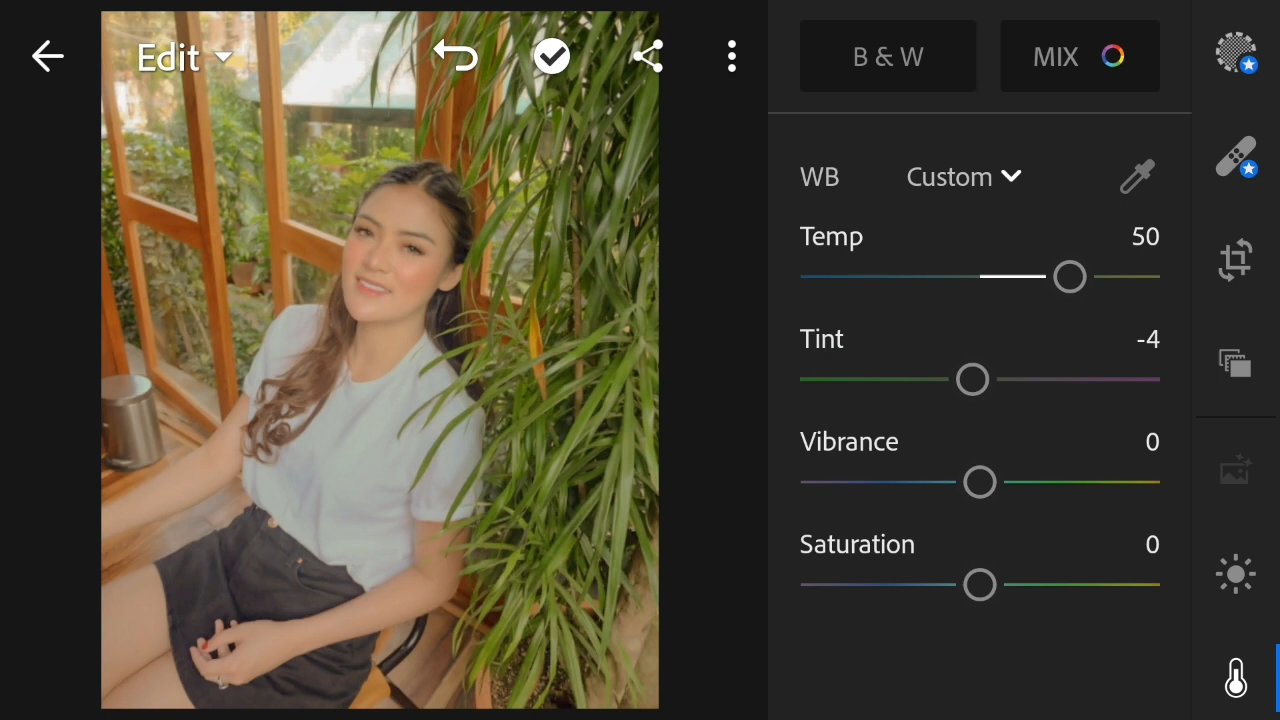 Edit
B & W
MIX
WB
Custom
Temp
50
Tint
-4
Vibrance
0
Saturation
0